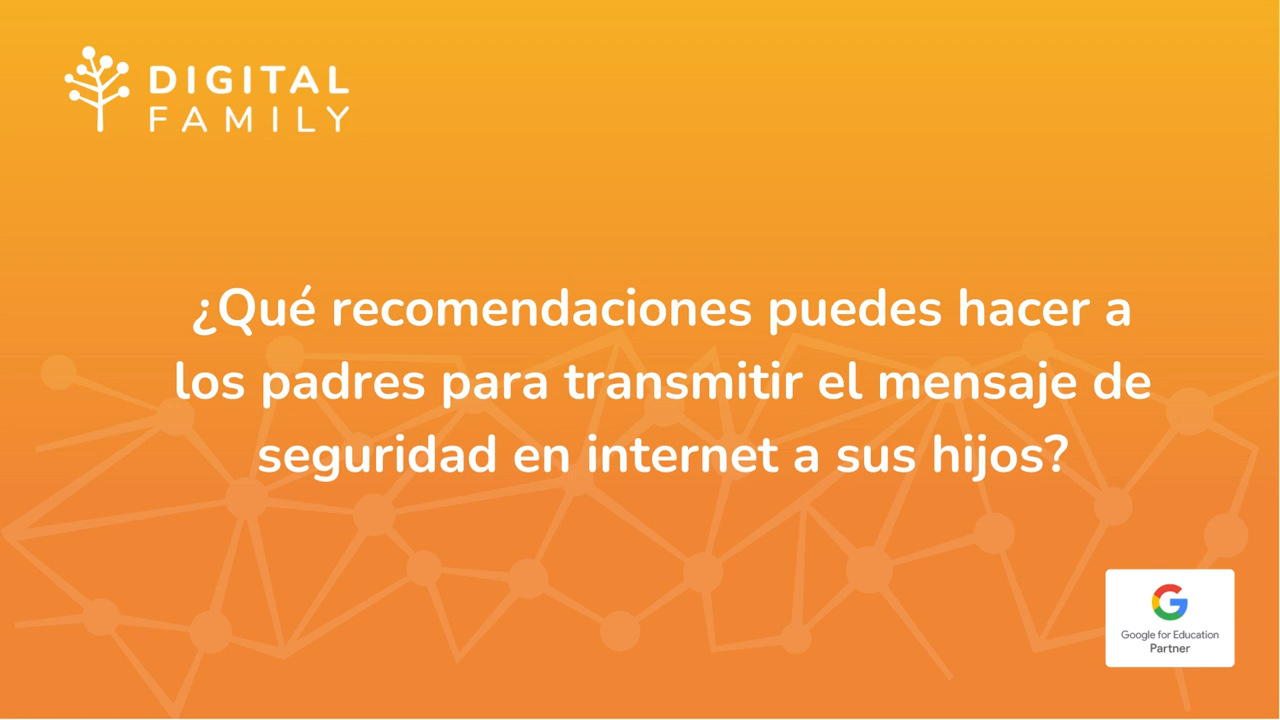 DIGITAL
FAMILY
¿Qué recomendaciones puedes hacer a
los padres para transmitir el mensaje de
seguridad en internet a sus hijos?
Google for Education
Partner